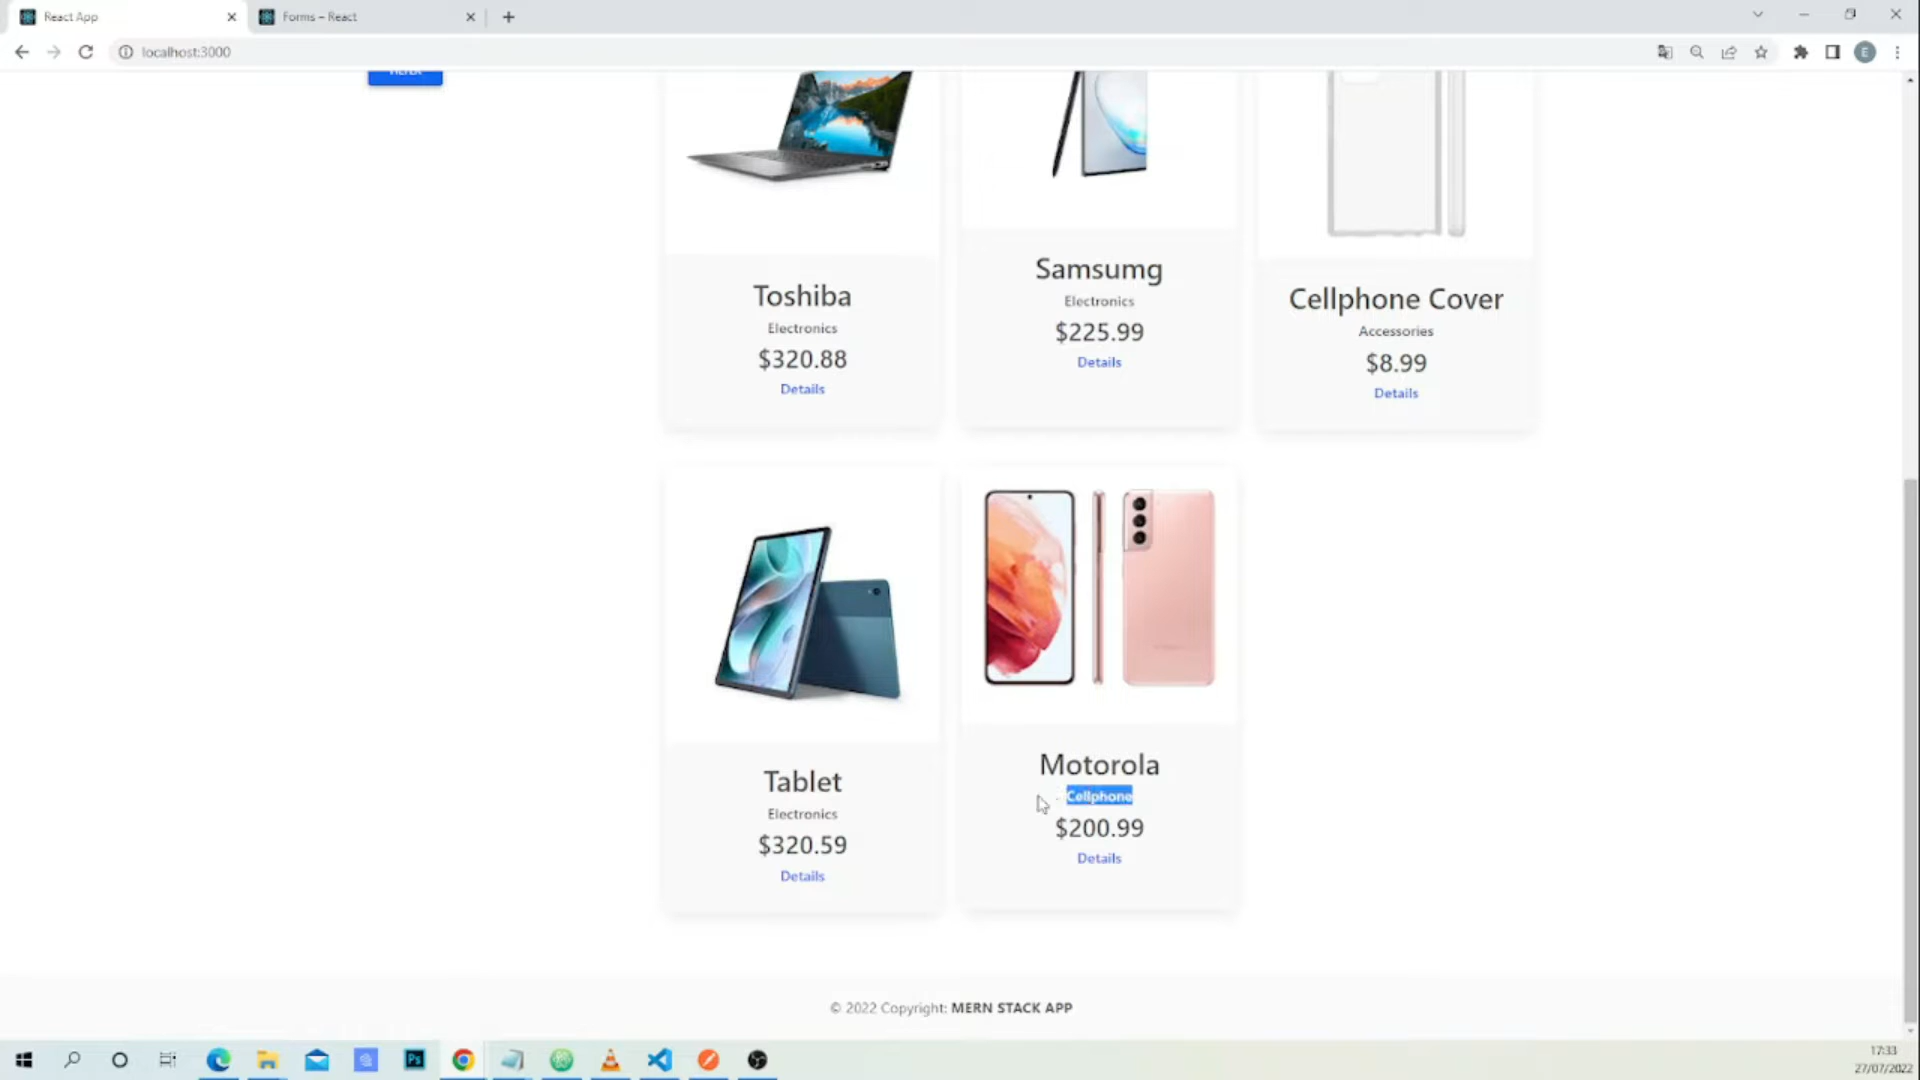 React App
Forms – React
localhost:3000
FILTER
Toshiba
Electronics
$320.88
Details
Samsumg
Electronics
$225.99
Details
Cellphone Cover
Accessories
$8.99
Details
Tablet
Electronics
$320.59
Details
Motorola
Cellphone
$200.99
Details
© 2022 Copyright: MERN STACK APP
E
Ps
17:33
27/07/2022